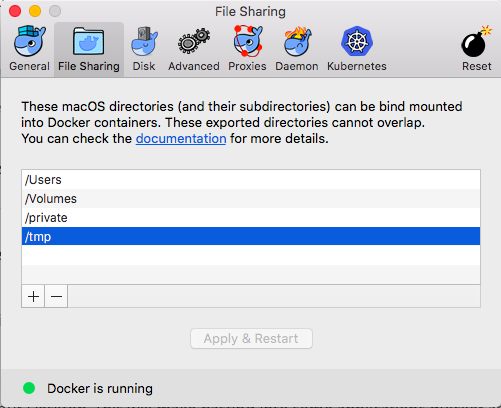 File Sharing
General
File Sharing
Disk
Advanced
Proxies
Daemon
Kubernetes
Reset
These macOS directories (and their subdirectories) can be bind mounted
into Docker containers. These exported directories cannot overlap.
You can check the documentation for more details.
/Users
/Volumes
/private
/tmp
+ −
Apply & Restart
Docker is running